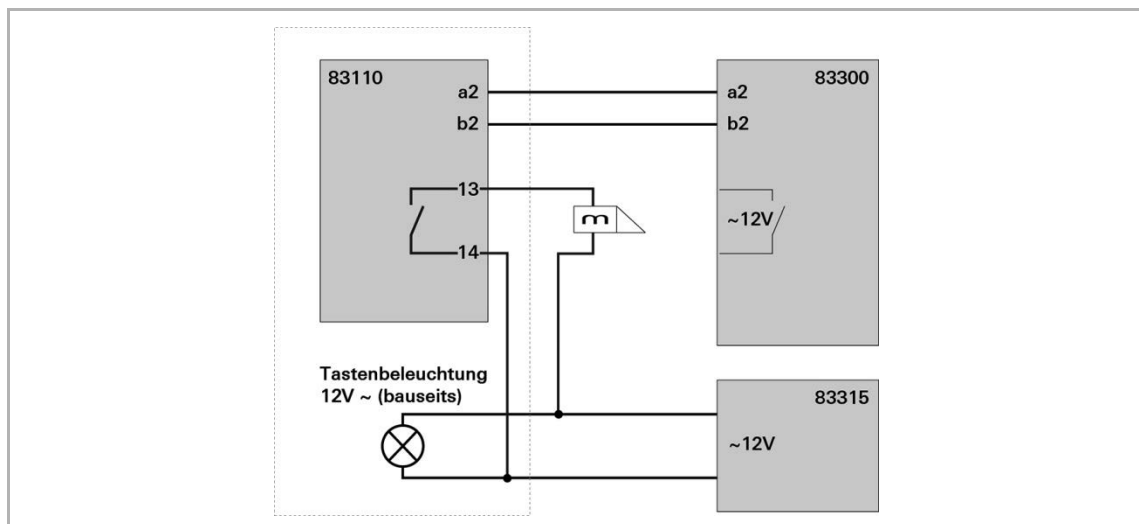 83110
a2
b2
13
14
83300
a2
b2
~12V
Tastenbeleuchtung
12V ~ (bauseits)
83315
~12V